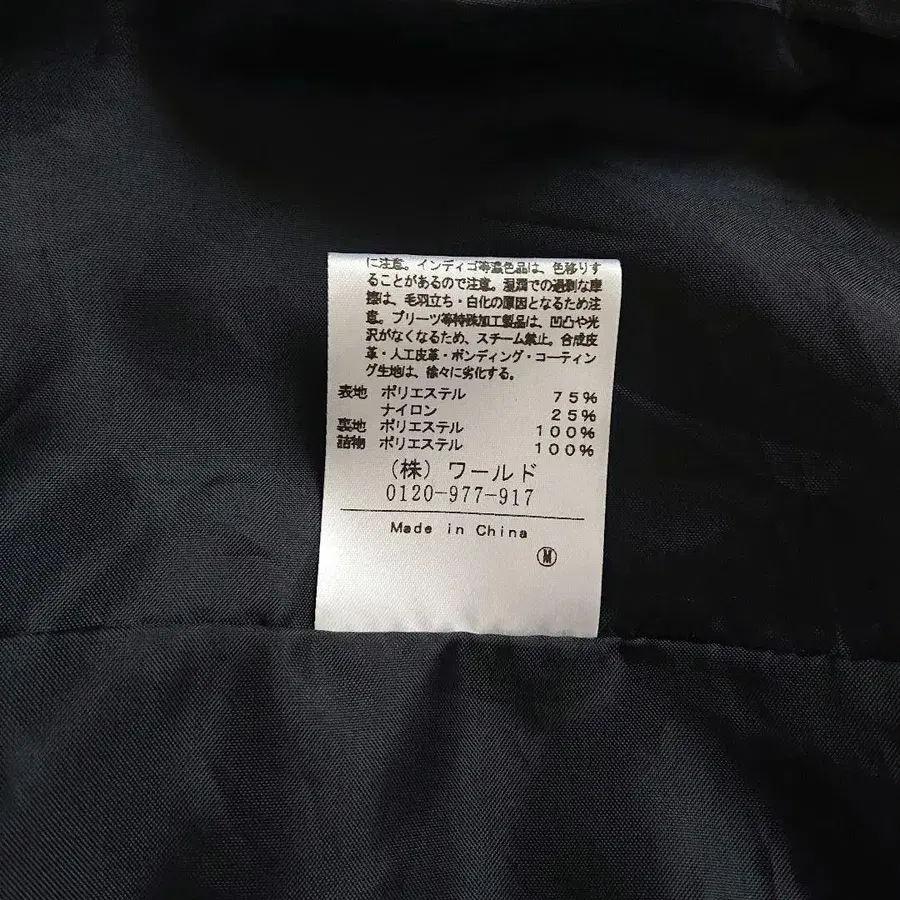 に注意。インディゴ等濃色品は、色移りす
ることがあるので注意。湿潤での過剰な摩
擦は、毛羽立ち・白化の原因となるため注
意。プリーツ等特殊加工製品は、凹凸や光
沢がなくなるため、スチーム禁止。合成皮
革・人工皮革・ボンディング・コーティン
グ生地は、徐々に劣化する。
表地 ポリエステル 75%
ナイロン 25%
裏地 ポリエステル 100%
詰物 ポリエステル 100%
(株)ワールド
0120-977-917
Made in China
Ⓜ